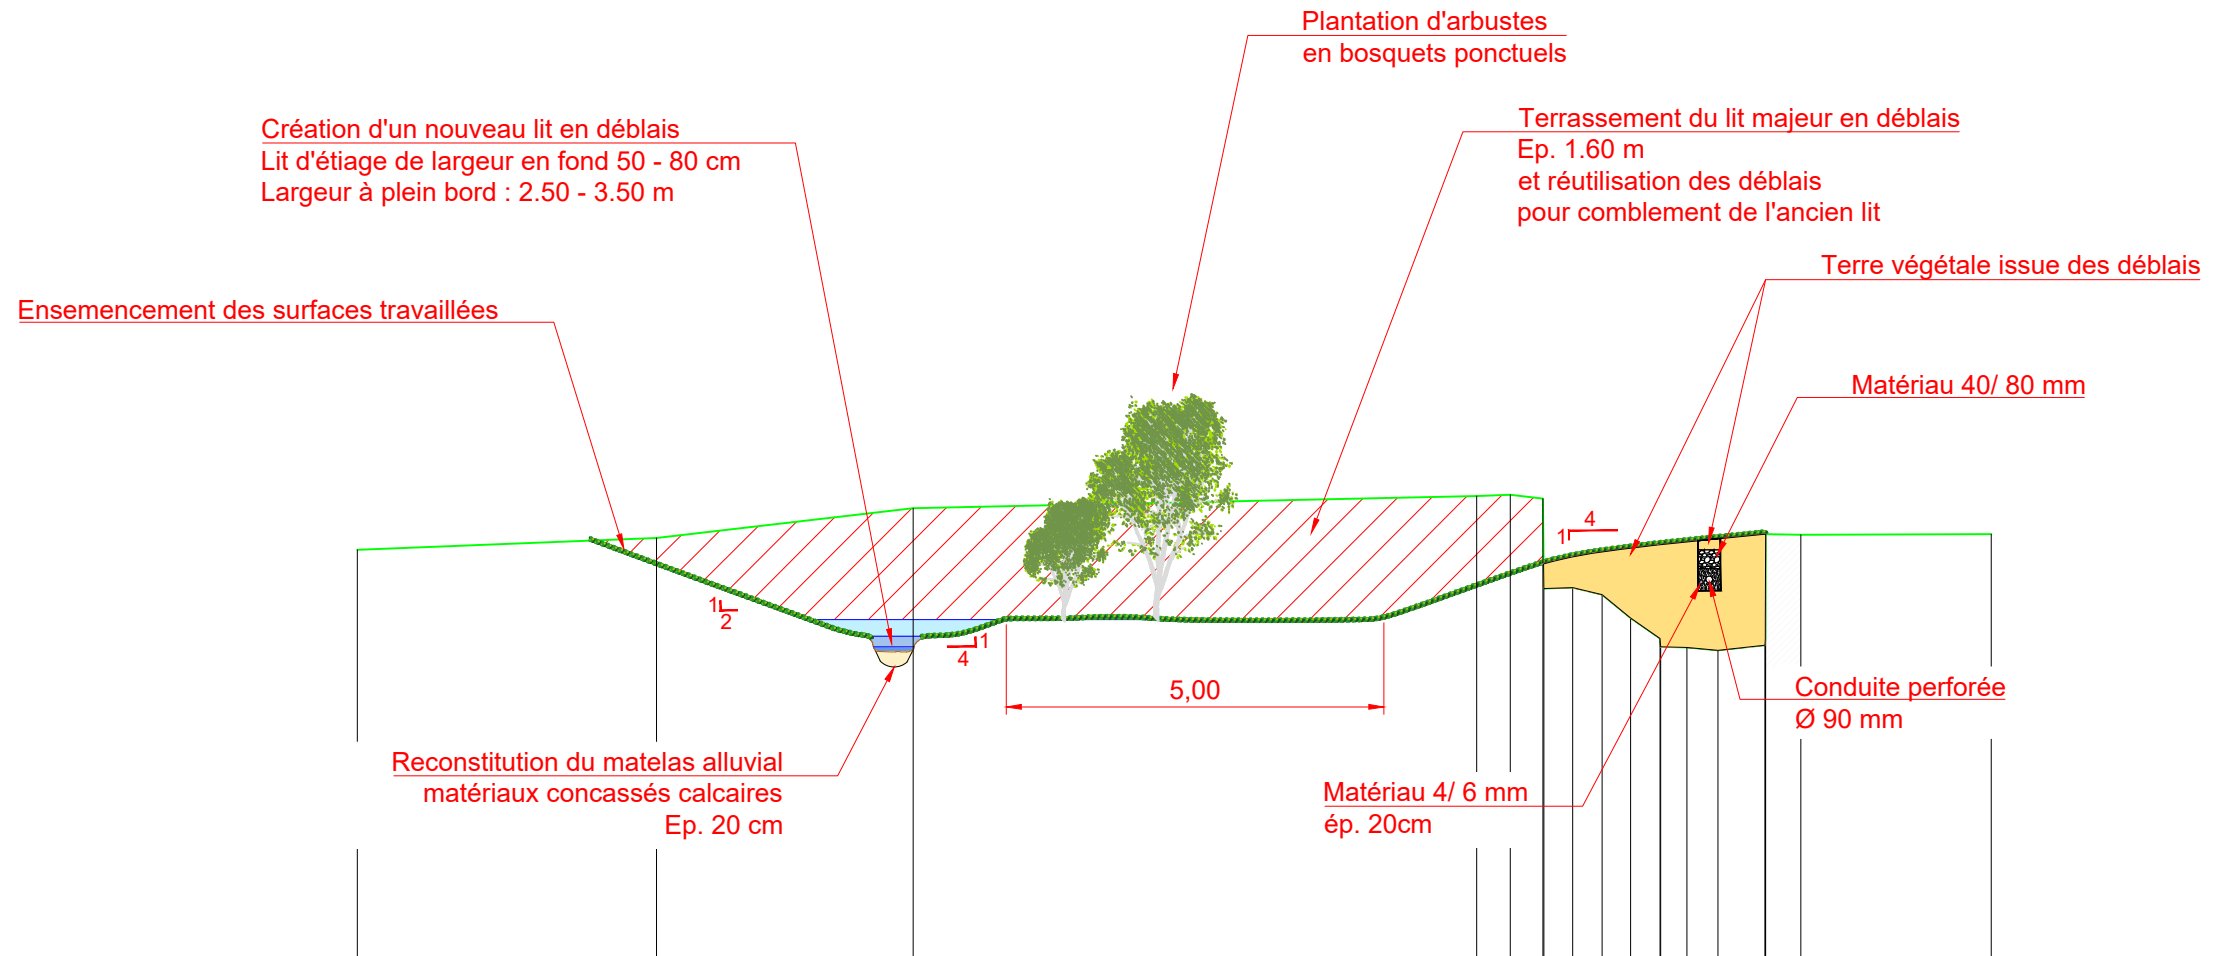 Plantation d'arbustes
en bosquets ponctuels
Création d'un nouveau lit en déblais
Lit d'étiage de largeur en fond 50 - 80 cm
Largeur à plein bord : 2.50 - 3.50 m
Terrassement du lit majeur en déblais
Ep. 1.60 m
et réutilisation des déblais
pour comblement de l'ancien lit
Terre végétale issue des déblais
Ensemencement des surfaces travaillées
Matériau 40/ 80 mm
4
1
1
2
1
4
5,00
Conduite perforée
Ø 90 mm
Reconstitution du matelas alluvial
matériaux concassés calcaires
Ep. 20 cm
Matériau 4/ 6 mm
ép. 20cm